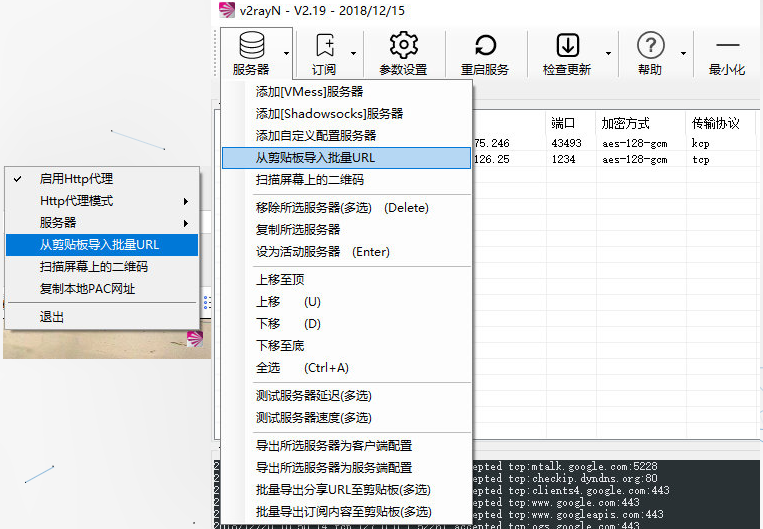 v2rayN - V2.19 - 2018/12/15
服务器
订阅
参数设置
重启服务
检查更新
帮助
最小化
添加[VMess]服务器
添加[Shadowsocks]服务器
添加自定义配置服务器
从剪贴板导入批量URL
扫描屏幕上的二维码
移除所选服务器(多选) (Delete)
复制所选服务器
设为活动服务器 (Enter)
上移至顶
上移 (U)
下移 (D)
下移至底
全选 (Ctrl+A)
测试服务器延迟(多选)
测试服务器速度(多选)
导出所选服务器为客户端配置
导出所选服务器为服务端配置
批量导出分享URL至剪贴板(多选)
批量导出订阅内容至剪贴板(多选)
端口 加密方式 传输协议
75.246 43493 aes-128-gcm kcp
126.25 1234 aes-128-gcm tcp
启用Http代理
Http代理模式
服务器
从剪贴板导入批量URL
扫描屏幕上的二维码
复制本地PAC网址
退出
epted tcp:mtalk.google.com:5228
epted tcp:checkip.dyndns.org:80
epted tcp:clients4.google.com:443
epted tcp:www.google.com:443
epted tcp:www.googleapis.com:443
accepted tcp:ogs.google.com:443